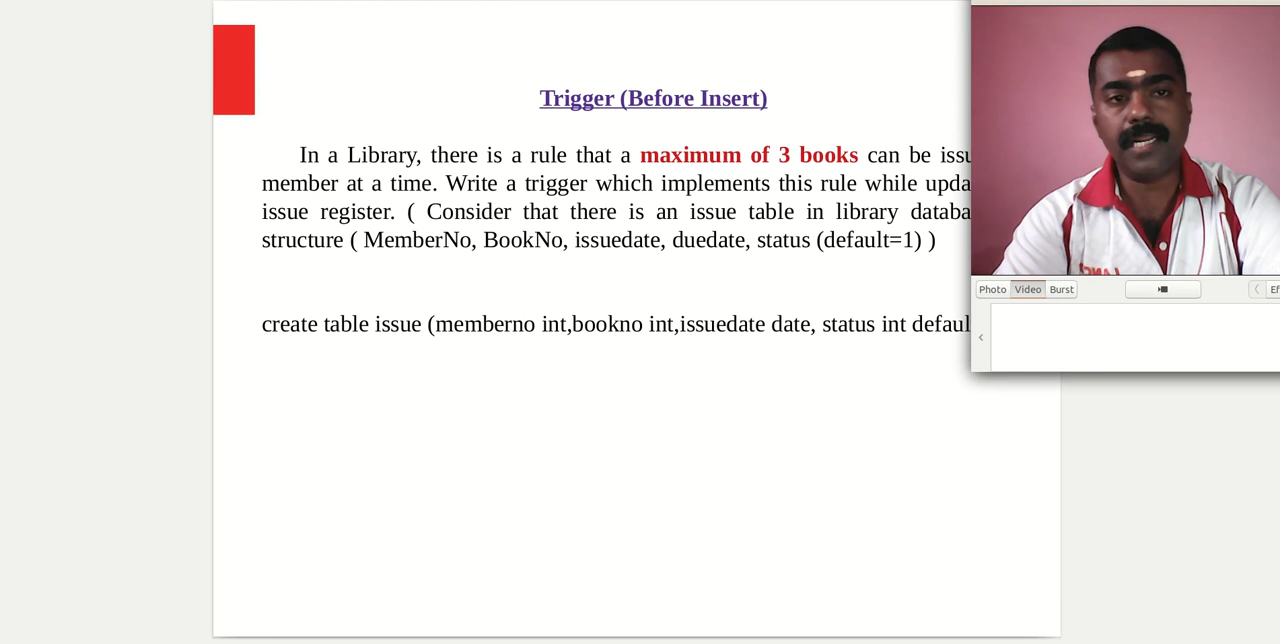 Trigger (Before Insert)
In a Library, there is a rule that a maximum of 3 books can be issu
member at a time. Write a trigger which implements this rule while upda
issue register. ( Consider that there is an issue table in library databa
structure ( MemberNo, BookNo, issuedate, duedate, status (default=1) )
create table issue (memberno int,bookno int,issuedate date, status int defaul
Photo Video Burst Ef